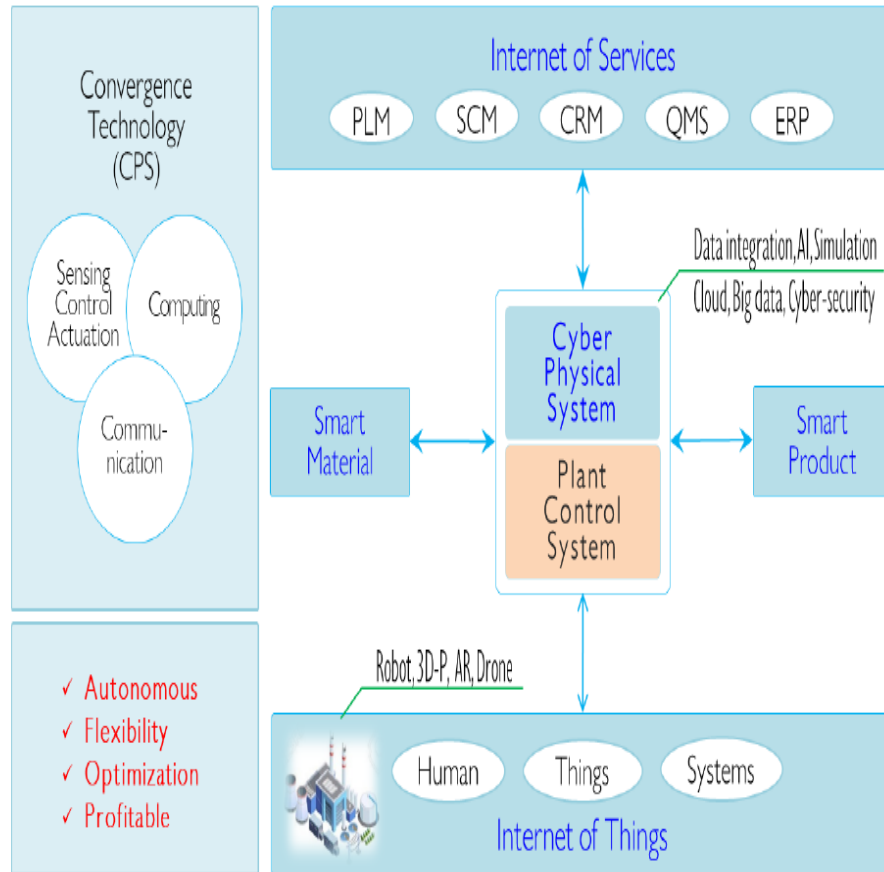 Convergence
Technology
(CPS)
Sensing
Control
Actuation
Computing
Commu-
nication
✓ Autonomous
✓ Flexibility
✓ Optimization
✓ Profitable
Internet of Services
PLM SCM CRM QMS ERP
Data integration, AI, Simulation
Cloud, Big data, Cyber-security
Cyber
Physical
System
Plant
Control
System
Smart
Material
Smart
Product
Robot, 3D-P, AR, Drone
Human Things Systems
Internet of Things